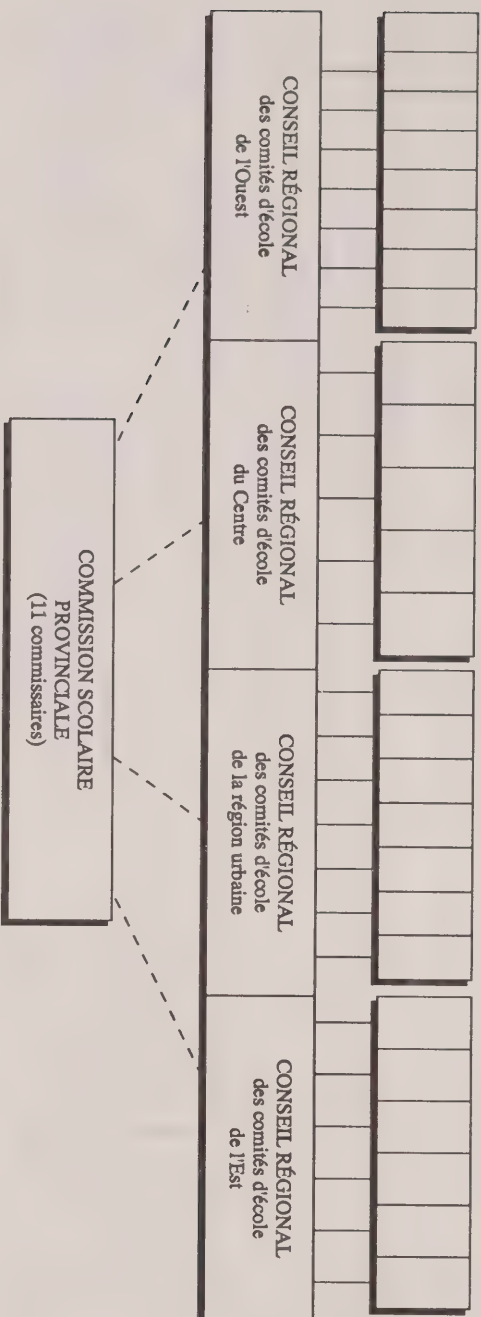 CONSEIL RÉGIONAL
des comités d'école
de l'Ouest
CONSEIL RÉGIONAL
des comités d'école
du Centre
CONSEIL RÉGIONAL
des comités d'école
de la région urbaine
CONSEIL RÉGIONAL
des comités d'école
de l'Est
COMMISSION SCOLAIRE
PROVINCIALE
(11 commissaires)